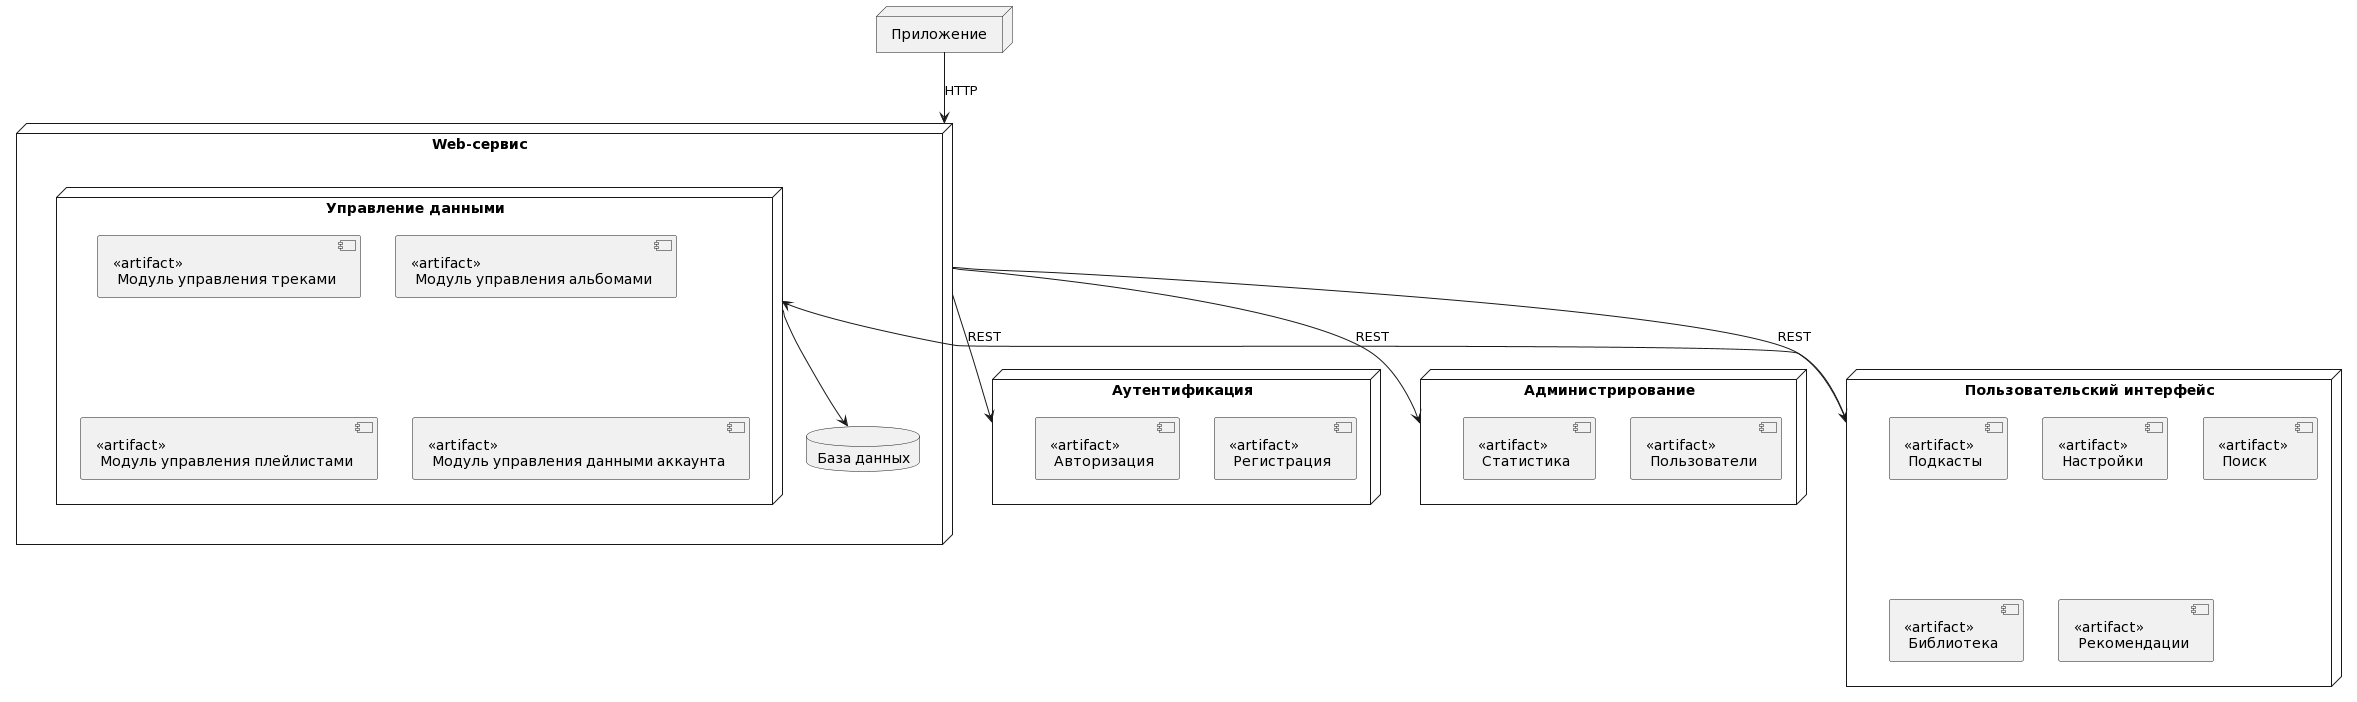 Приложение
HTTP
Web-сервис
Управление данными
«artifact»
Модуль управления треками
«artifact»
Модуль управления альбомами
«artifact»
Модуль управления плейлистами
«artifact»
Модуль управления данными аккаунта
База данных
REST
REST
REST
Аутентификация
«artifact»
Авторизация
«artifact»
Регистрация
Администрирование
«artifact»
Статистика
«artifact»
Пользователи
Пользовательский интерфейс
«artifact»
Подкасты
«artifact»
Настройки
«artifact»
Поиск
«artifact»
Библиотека
«artifact»
Рекомендации